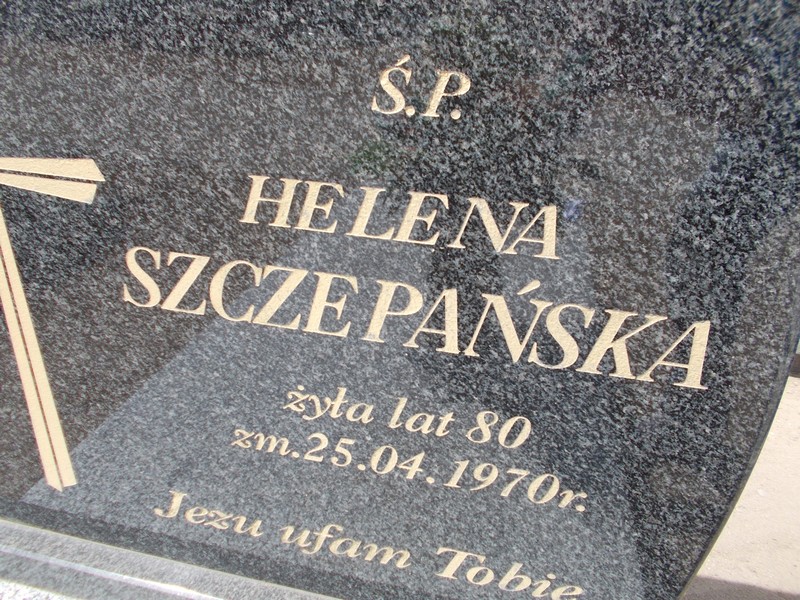 Ś.P.
HELENA
SZCZEPAŃSKA
żyła lat 80
zm.25.04.1970r.
Jezu ufam Tobie